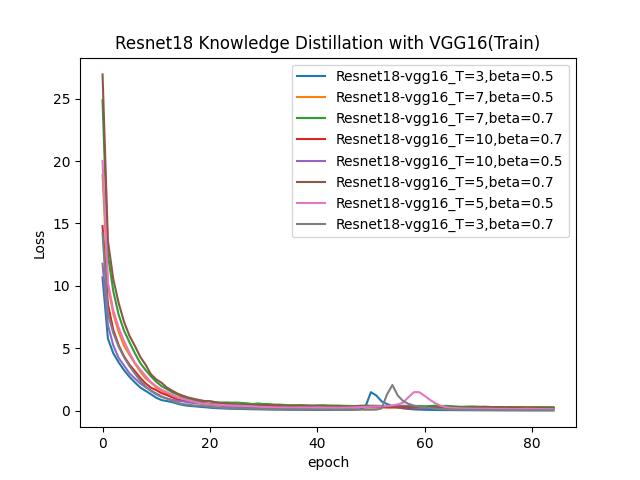 Resnet18 Knowledge Distillation with VGG16(Train)
Resnet18-vgg16_T=3,beta=0.5
Resnet18-vgg16_T=7,beta=0.5
Resnet18-vgg16_T=7,beta=0.7
Resnet18-vgg16_T=10,beta=0.7
Resnet18-vgg16_T=10,beta=0.5
Resnet18-vgg16_T=5,beta=0.7
Resnet18-vgg16_T=5,beta=0.5
Resnet18-vgg16_T=3,beta=0.7
Loss
25
20
15
10
5
0
0 20 40 60 80
epoch